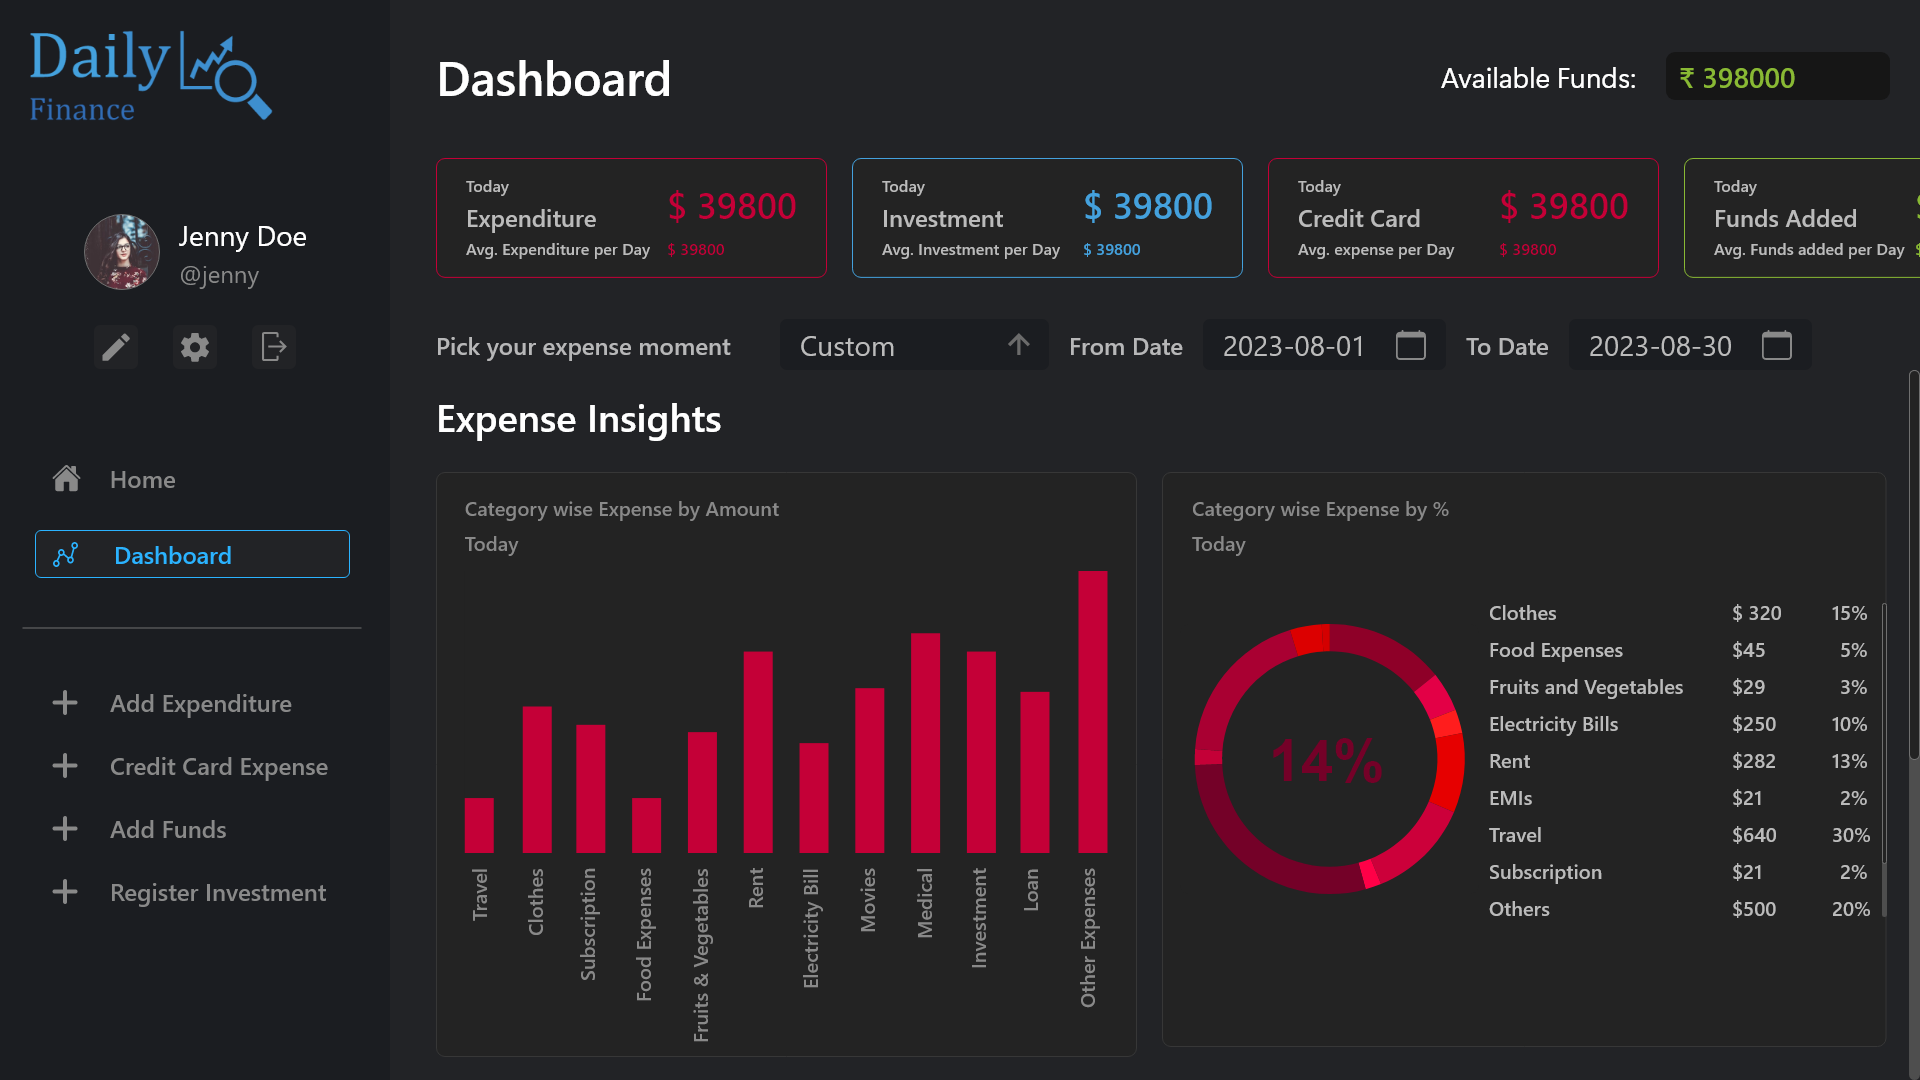 Daily
Finance
Jenny Doe
@jenny
Home
Dashboard
Add Expenditure
Credit Card Expense
Add Funds
Register Investment
Dashboard
Available Funds:
₹ 398000
Today
Expenditure
$ 39800
Avg. Expenditure per Day
$ 39800
Today
Investment
$ 39800
Avg. Investment per Day
$ 39800
Today
Credit Card
$ 39800
Avg. expense per Day
$ 39800
Today
Funds Added
Avg. Funds added per Day
Pick your expense moment
Custom
From Date
2023-08-01
To Date
2023-08-30
Expense Insights
Category wise Expense by Amount
Today
Travel
Clothes
Subscription
Food Expenses
Fruits & Vegetables
Rent
Electricity Bill
Movies
Medical
Investment
Loan
Other Expenses
Category wise Expense by %
Today
14%
Clothes $ 320 15%
Food Expenses $45 5%
Fruits and Vegetables $29 3%
Electricity Bills $250 10%
Rent $282 13%
EMIs $21 2%
Travel $640 30%
Subscription $21 2%
Others $500 20%